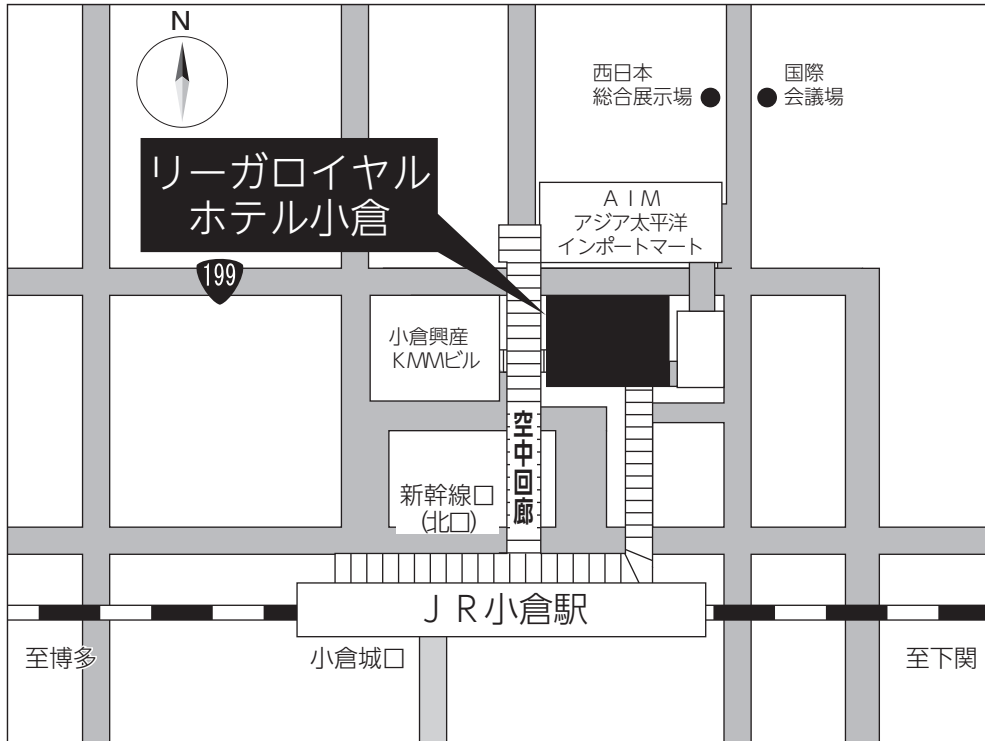 N
西日本
総合展示場
国際
会議場
リーガロイヤル
ホテル小倉
AIM
アジア太平洋
インポートマート
199
小倉興産
KMMビル
空中回廊
新幹線口
(北口)
JR小倉駅
至博多
小倉城口
至下関